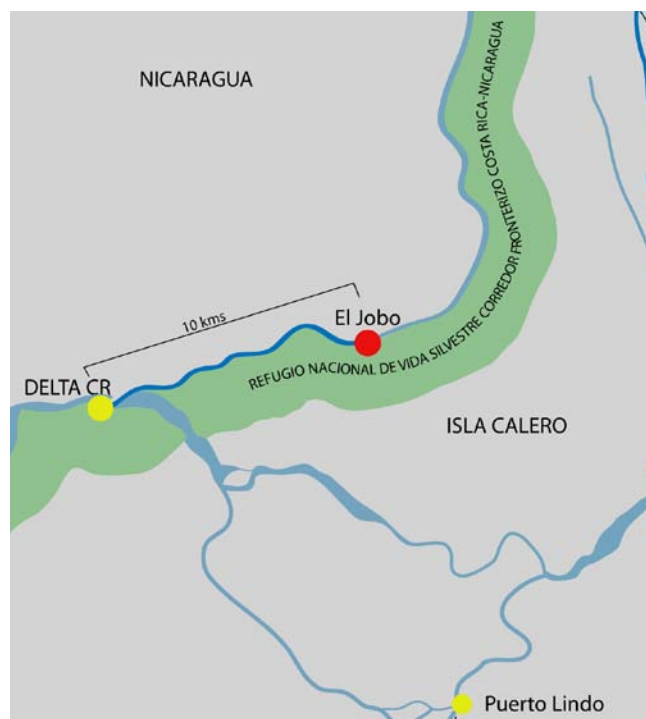 NICARAGUA
REFUGIO NACIONAL DE VIDA SILVESTRE CORREDOR FRONTERIZO COSTA RICA-NICARAGUA
10 kms
El Jobo
DELTA CR
ISLA CALERO
Puerto Lindo